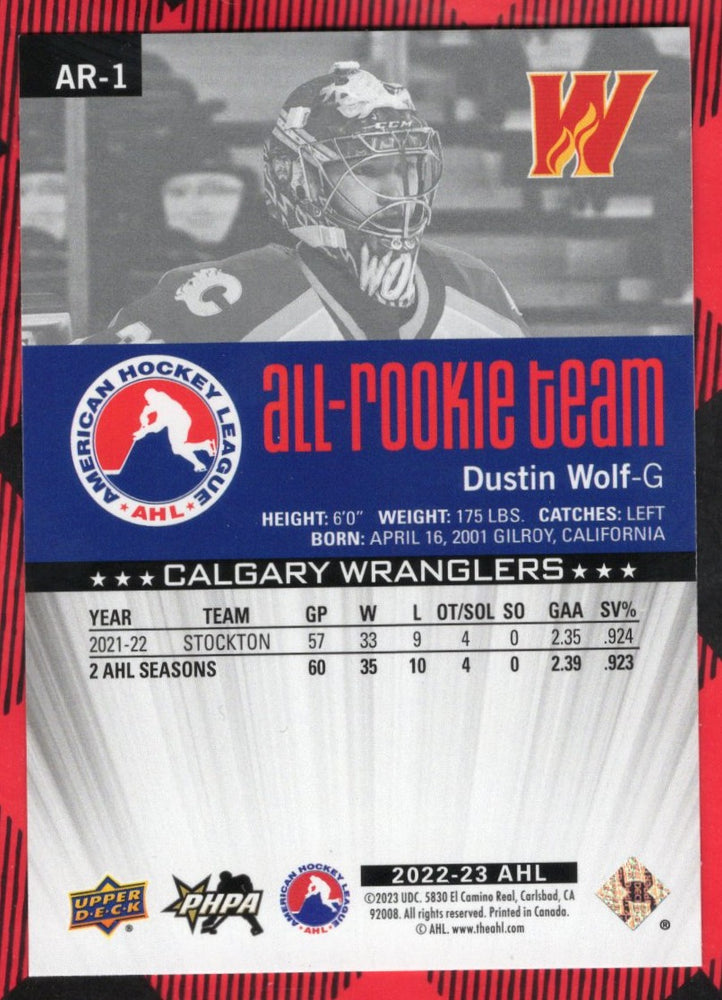 AR-1
W
CCM
WOL
C
AMERICAN HOCKEY LEAGUE
★ AHL ★
all-rookie team
Dustin Wolf-G
HEIGHT: 6'0" WEIGHT: 175 LBS. CATCHES: LEFT
BORN: APRIL 16, 2001 GILROY, CALIFORNIA
★★★ CALGARY WRANGLERS ★★★
YEAR TEAM GP W L OT/SOL SO GAA SV%
2021-22 STOCKTON 57 33 9 4 0 2.35 .924
2 AHL SEASONS 60 35 10 4 0 2.39 .923
UPPER
D·E·C·K
®
PHPA
AMERICAN HOCKEY LEAGUE
AHL
2022-23 AHL
©2023 UDC. 5830 El Camino Real, Carlsbad, CA
92008. All rights reserved. Printed in Canada.
© AHL. www.theahl.com
®